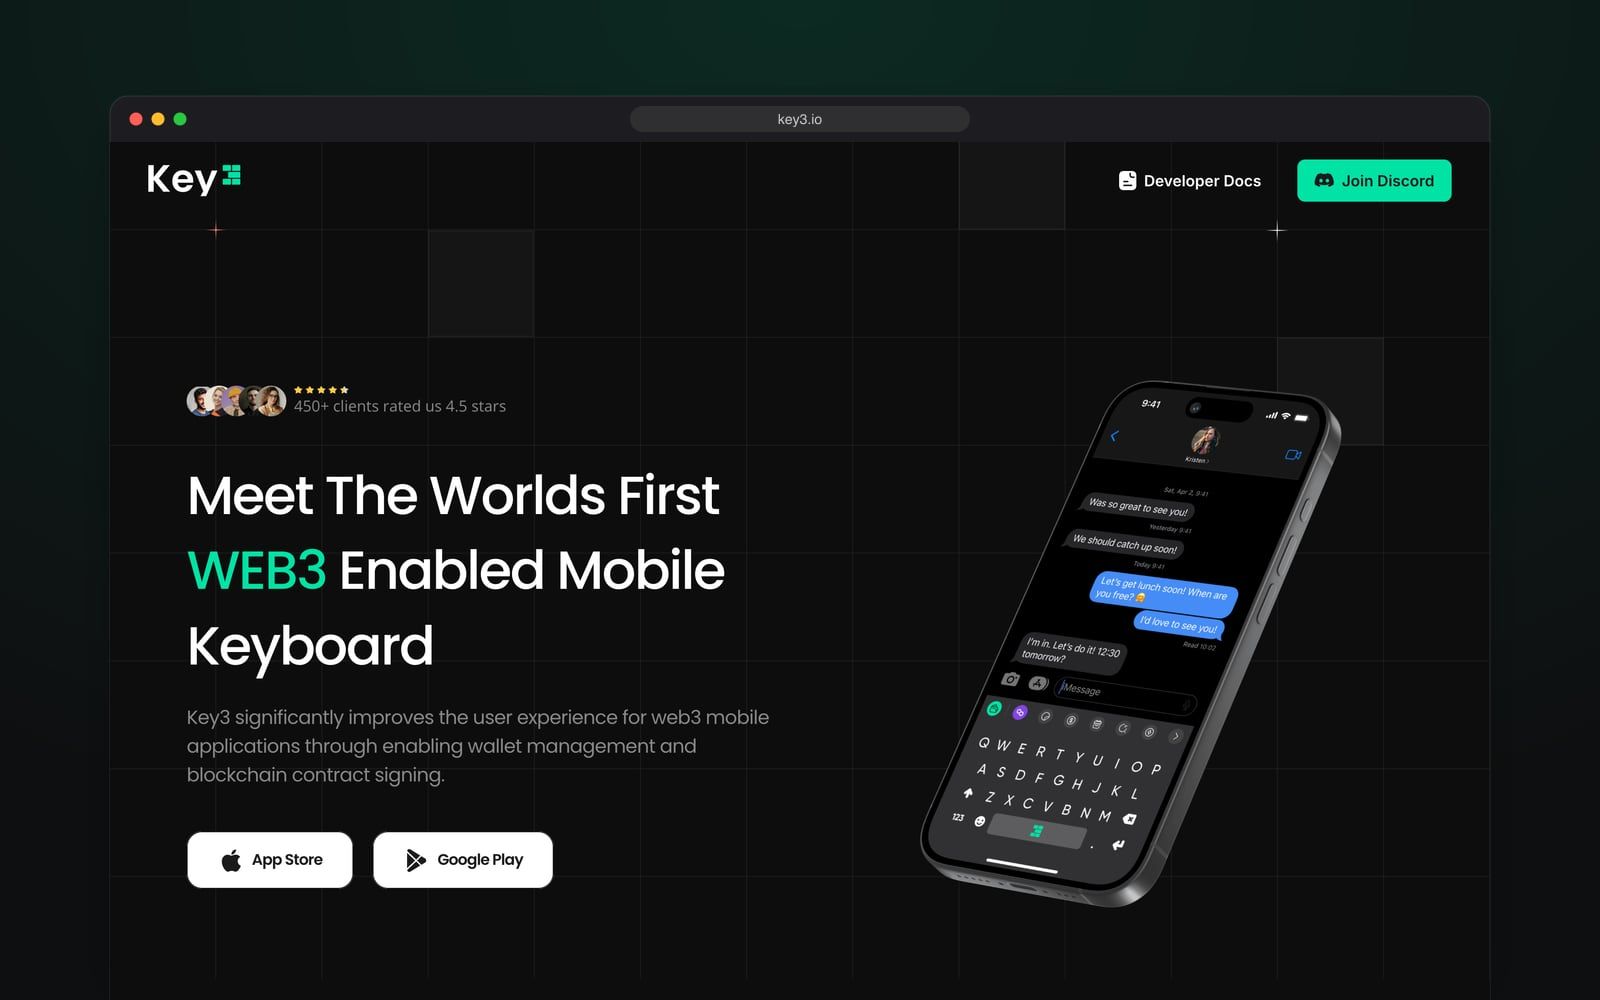 key3.io
Key
Developer Docs
Join Discord
450+ clients rated us 4.5 stars
Meet The Worlds First
WEB3 Enabled Mobile
Keyboard
Key3 significantly improves the user experience for web3 mobile
applications through enabling wallet management and
blockchain contract signing.
App Store
Google Play
9:41
Kristen
Sat, Apr 2, 9:41
Was so great to see you!
Yesterday 9:41
We should catch up soon!
Today 9:41
Let's get lunch soon! When are
you free? 🤗
I'd love to see you!
Read 10:02
I'm in. Let's do it! 12:30
tomorrow?
iMessage
Q W E R T Y U I O P
A S D F G H J K L
Z X C V B N M
123 .